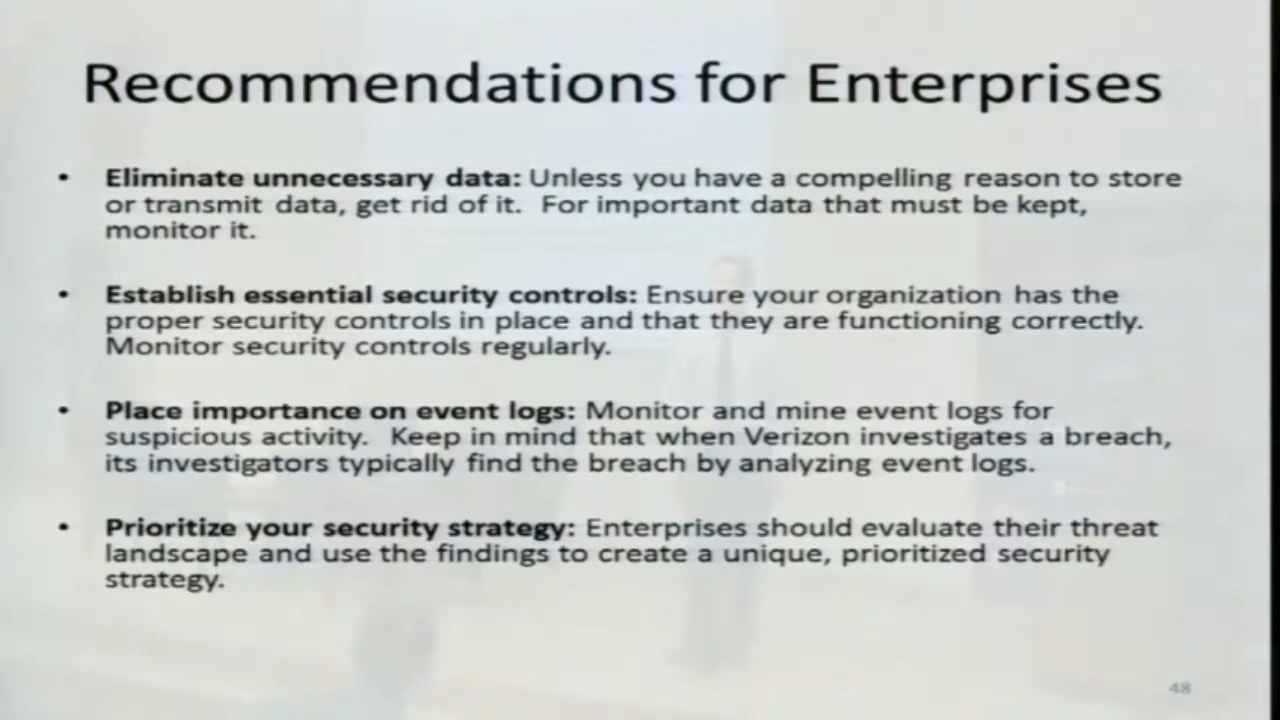 Recommendations for Enterprises
• Eliminate unnecessary data: Unless you have a compelling reason to store
or transmit data, get rid of it. For important data that must be kept,
monitor it.
• Establish essential security controls: Ensure your organization has the
proper security controls in place and that they are functioning correctly.
Monitor security controls regularly.
• Place importance on event logs: Monitor and mine event logs for
suspicious activity. Keep in mind that when Verizon investigates a breach,
its investigators typically find the breach by analyzing event logs.
• Prioritize your security strategy: Enterprises should evaluate their threat
landscape and use the findings to create a unique, prioritized security
strategy.
48